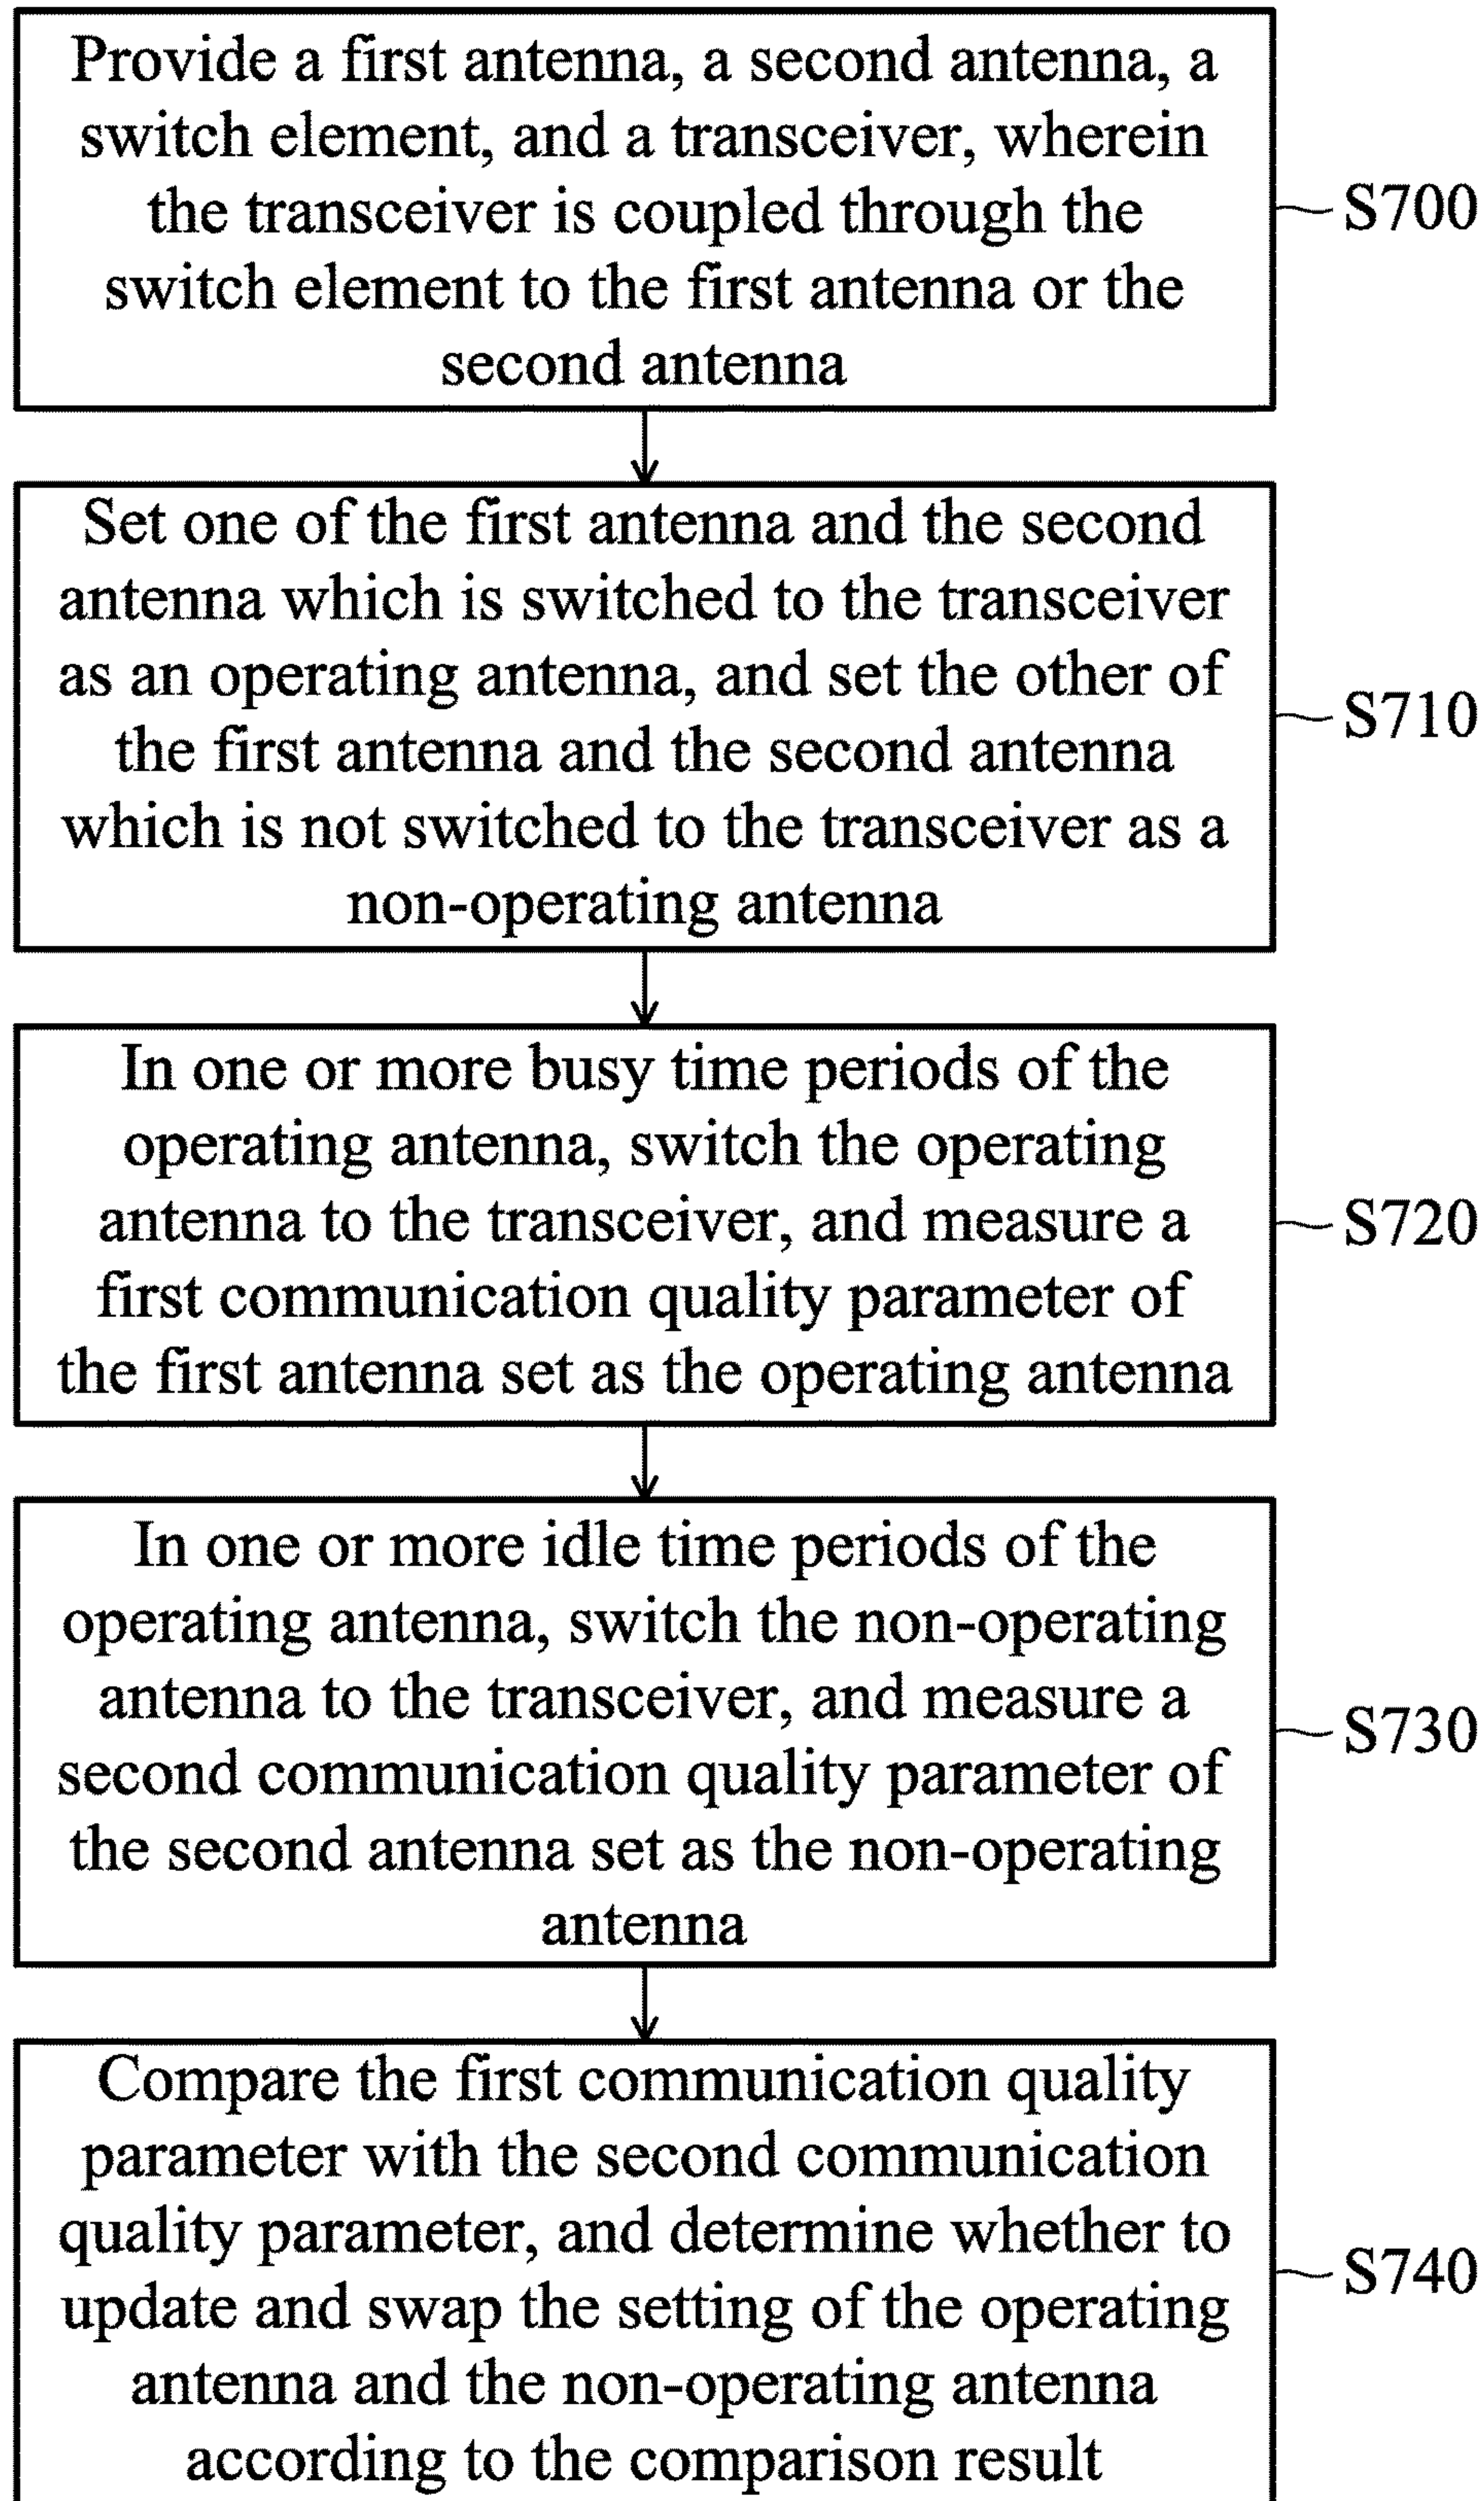 Provide a first antenna, a second antenna, a
switch element, and a transceiver, wherein
the transceiver is coupled through the
switch element to the first antenna or the
second antenna
S700
Set one of the first antenna and the second
antenna which is switched to the transceiver
as an operating antenna, and set the other of
the first antenna and the second antenna
which is not switched to the transceiver as a
non-operating antenna
S710
In one or more busy time periods of the
operating antenna, switch the operating
antenna to the transceiver, and measure a
first communication quality parameter of
the first antenna set as the operating antenna
S720
In one or more idle time periods of the
operating antenna, switch the non-operating
antenna to the transceiver, and measure a
second communication quality parameter of
the second antenna set as the non-operating
antenna
S730
Compare the first communication quality
parameter with the second communication
quality parameter, and determine whether to
update and swap the setting of the operating
antenna and the non-operating antenna
according to the comparison result
S740